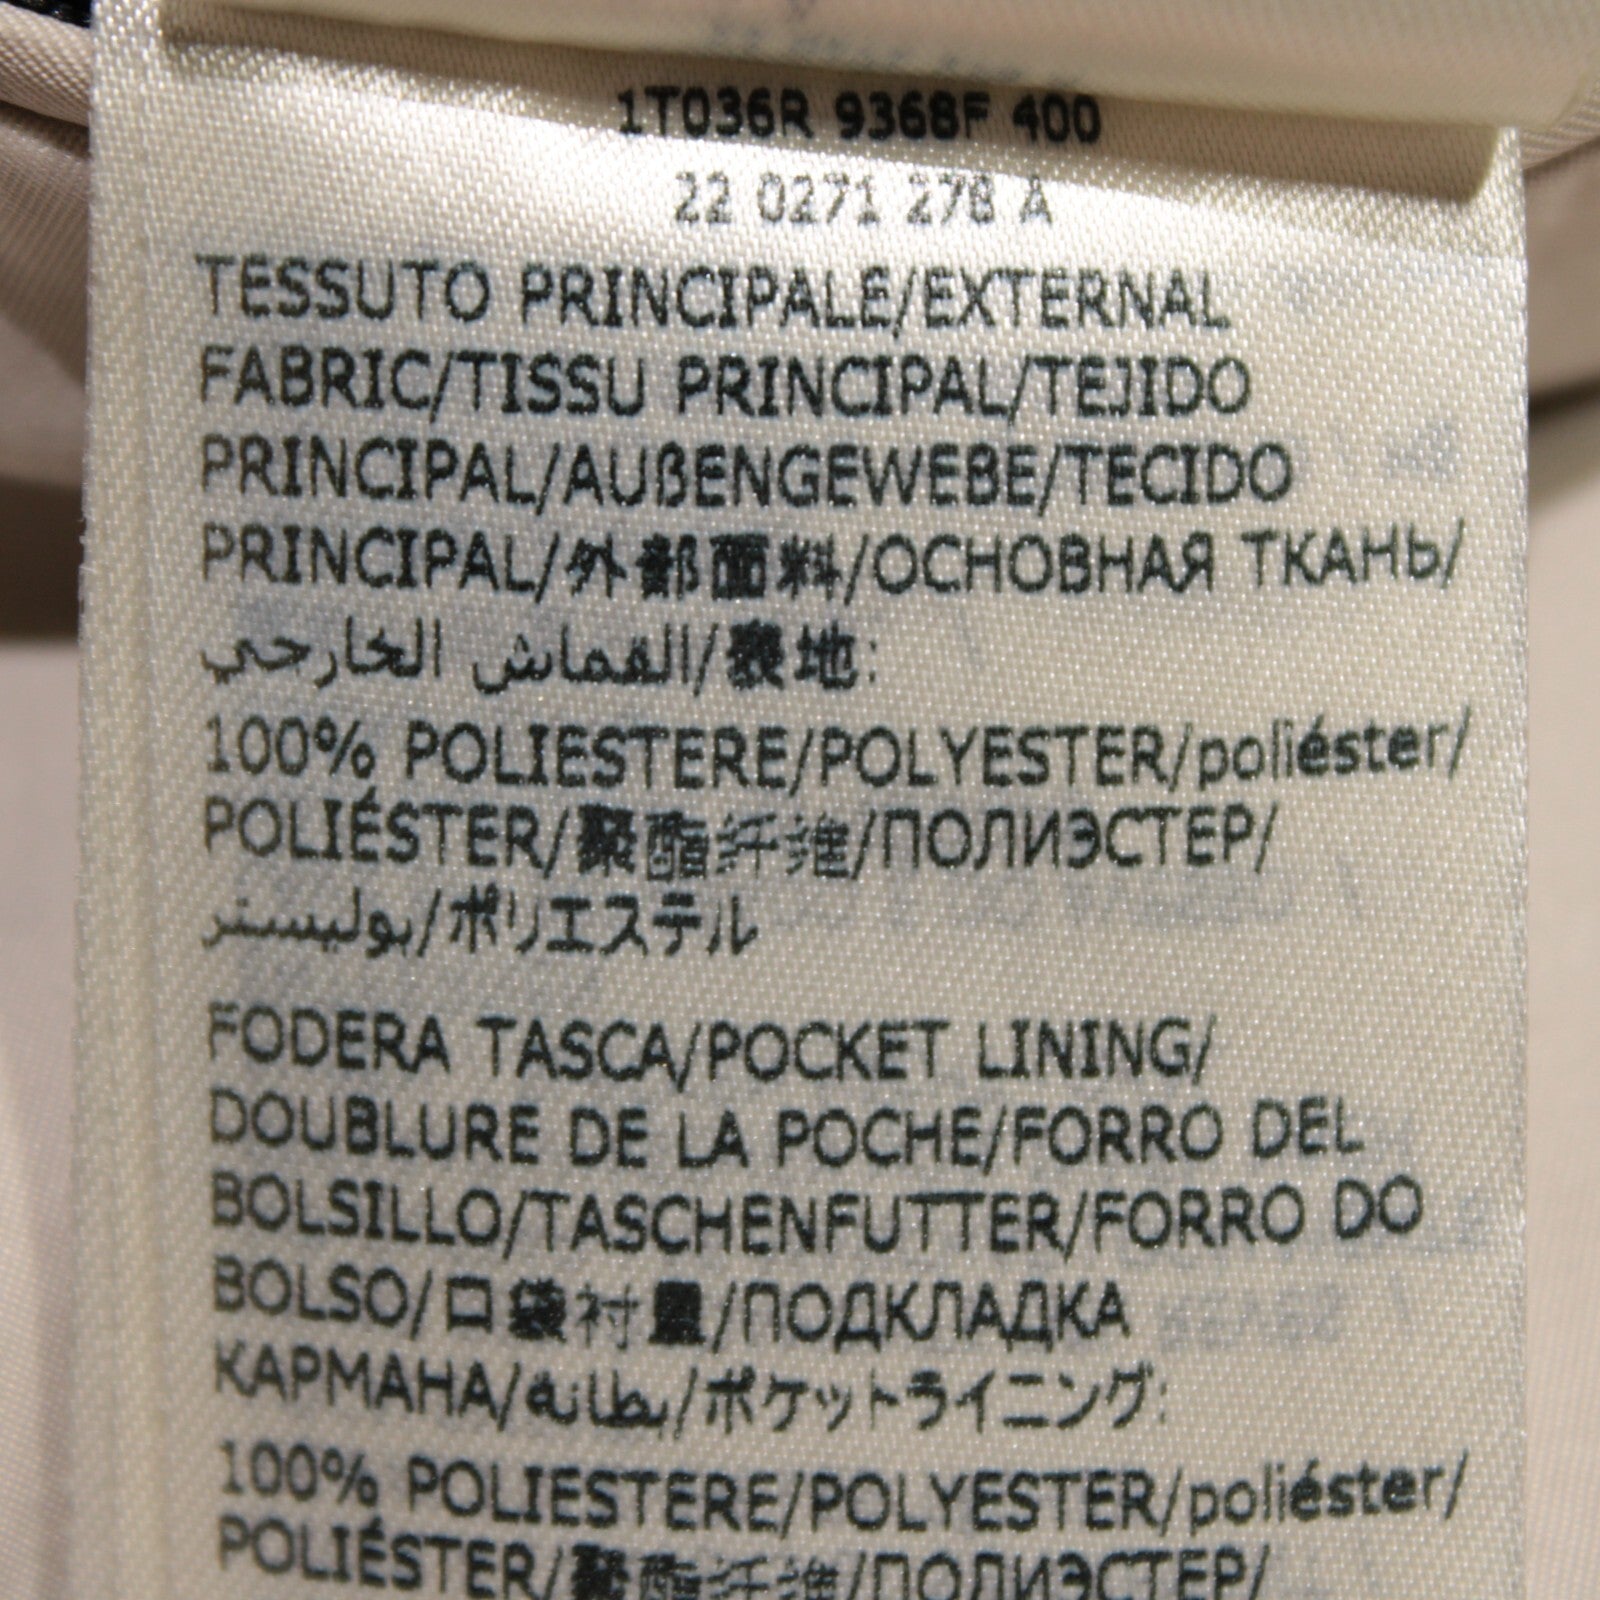 1T036R 9368F 400
22 0271 278 A
TESSUTO PRINCIPALE/EXTERNAL
FABRIC/TISSU PRINCIPAL/TEJIDO
PRINCIPAL/AUßENGEWEBE/TECIDO
PRINCIPAL/外部面料/ОСНОВНАЯ ТКАНЬ/
القماش الخارجي/表地:
100% POLIESTERE/POLYESTER/poliéster/
POLIÉSTER/聚酯纤维/ПОЛИЭСТЕР/
بوليستر/ポリエステル
FODERA TASCA/POCKET LINING/
DOUBLURE DE LA POCHE/FORRO DEL
BOLSILLO/TASCHENFUTTER/FORRO DO
BOLSO/口袋衬量/ПОДКЛАДКА
КАРМАНА/بطانة/ポケットライニング:
100% POLIESTERE/POLYESTER/poliéster/
POLIÉSTER/聚酯纤维/ПОЛИЭСТЕР/